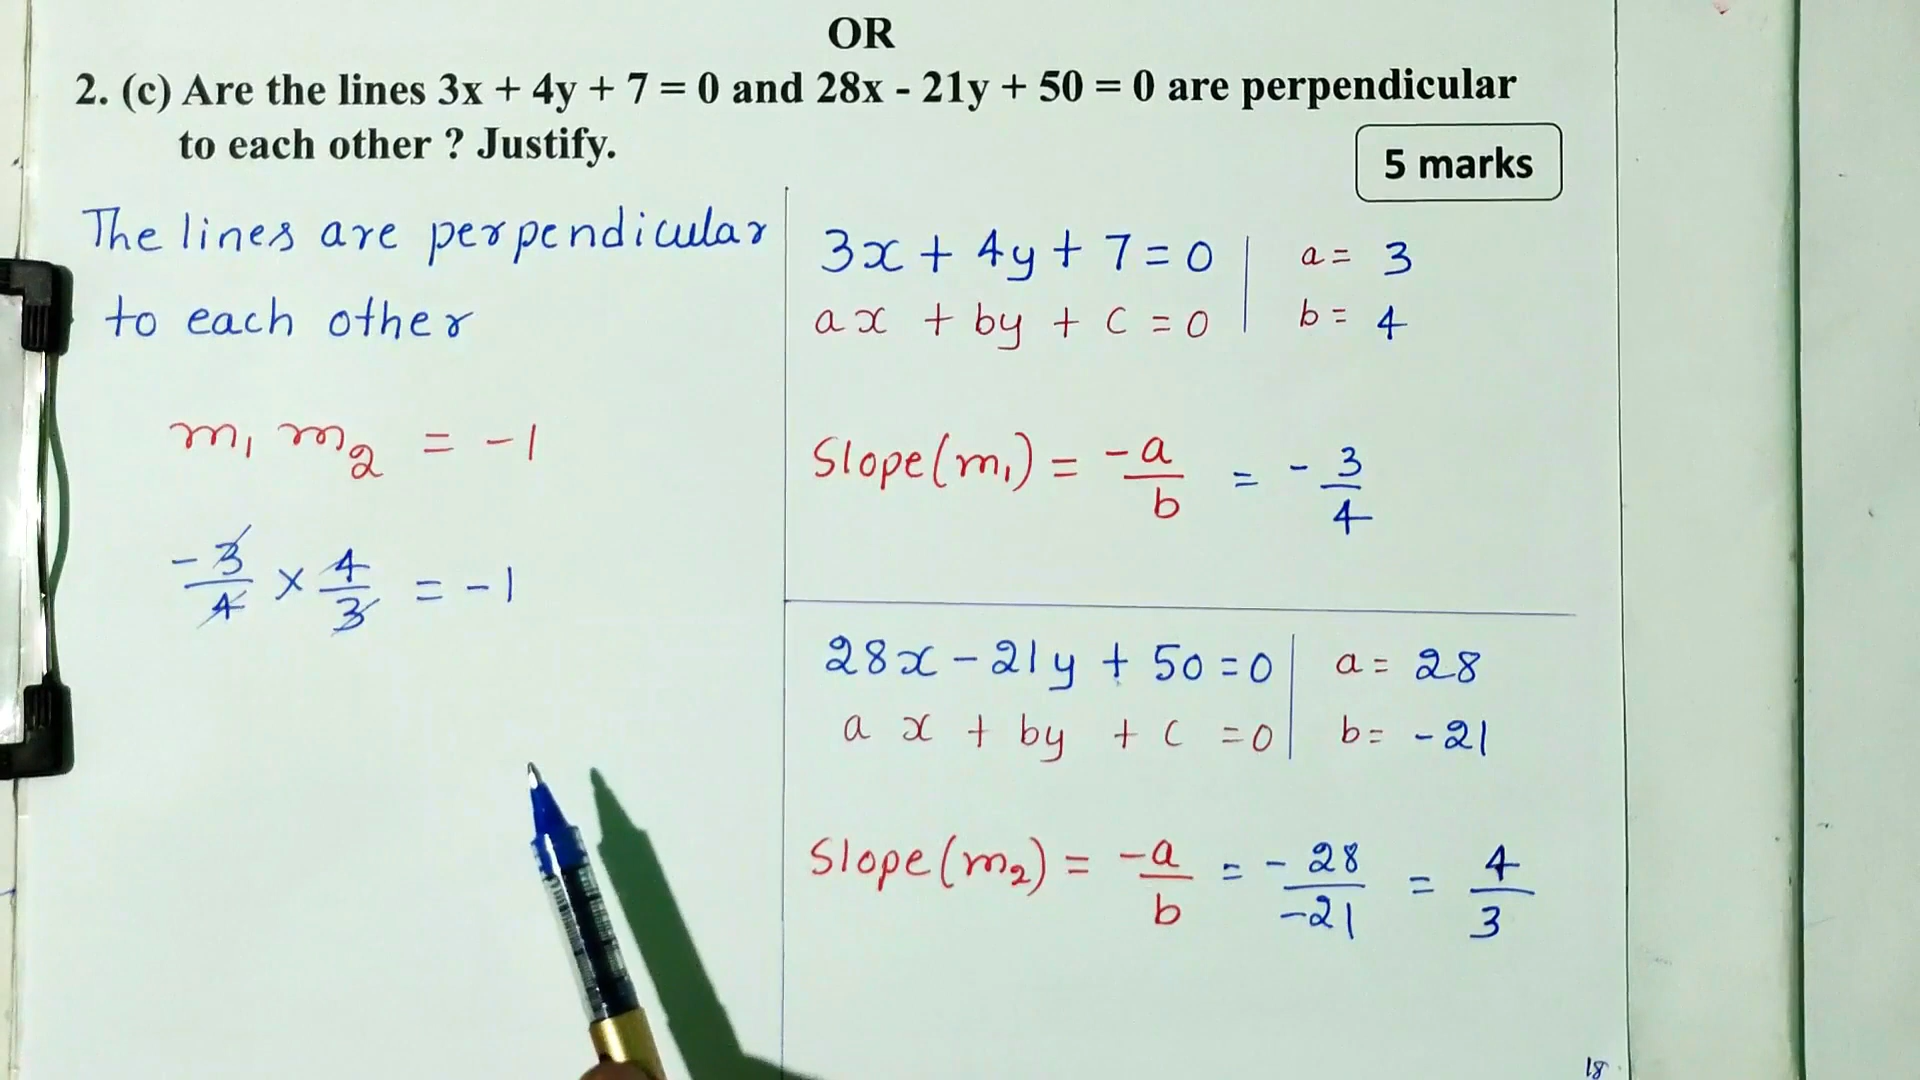 OR
2. (c) Are the lines 3x + 4y + 7 = 0 and 28x - 21y + 50 = 0 are perpendicular
to each other ? Justify.
5 marks
The lines are perpendicular
to each other
m₁ m₂ = -1
-3/4 × 4/3 = -1
3x + 4y + 7 = 0 | a = 3
ax + by + c = 0 | b = 4
Slope(m₁) = -a/b = -3/4
28x - 21y + 50 = 0 | a = 28
ax + by + c = 0 | b = -21
Slope(m₂) = -a/b = -28/-21 = 4/3
18